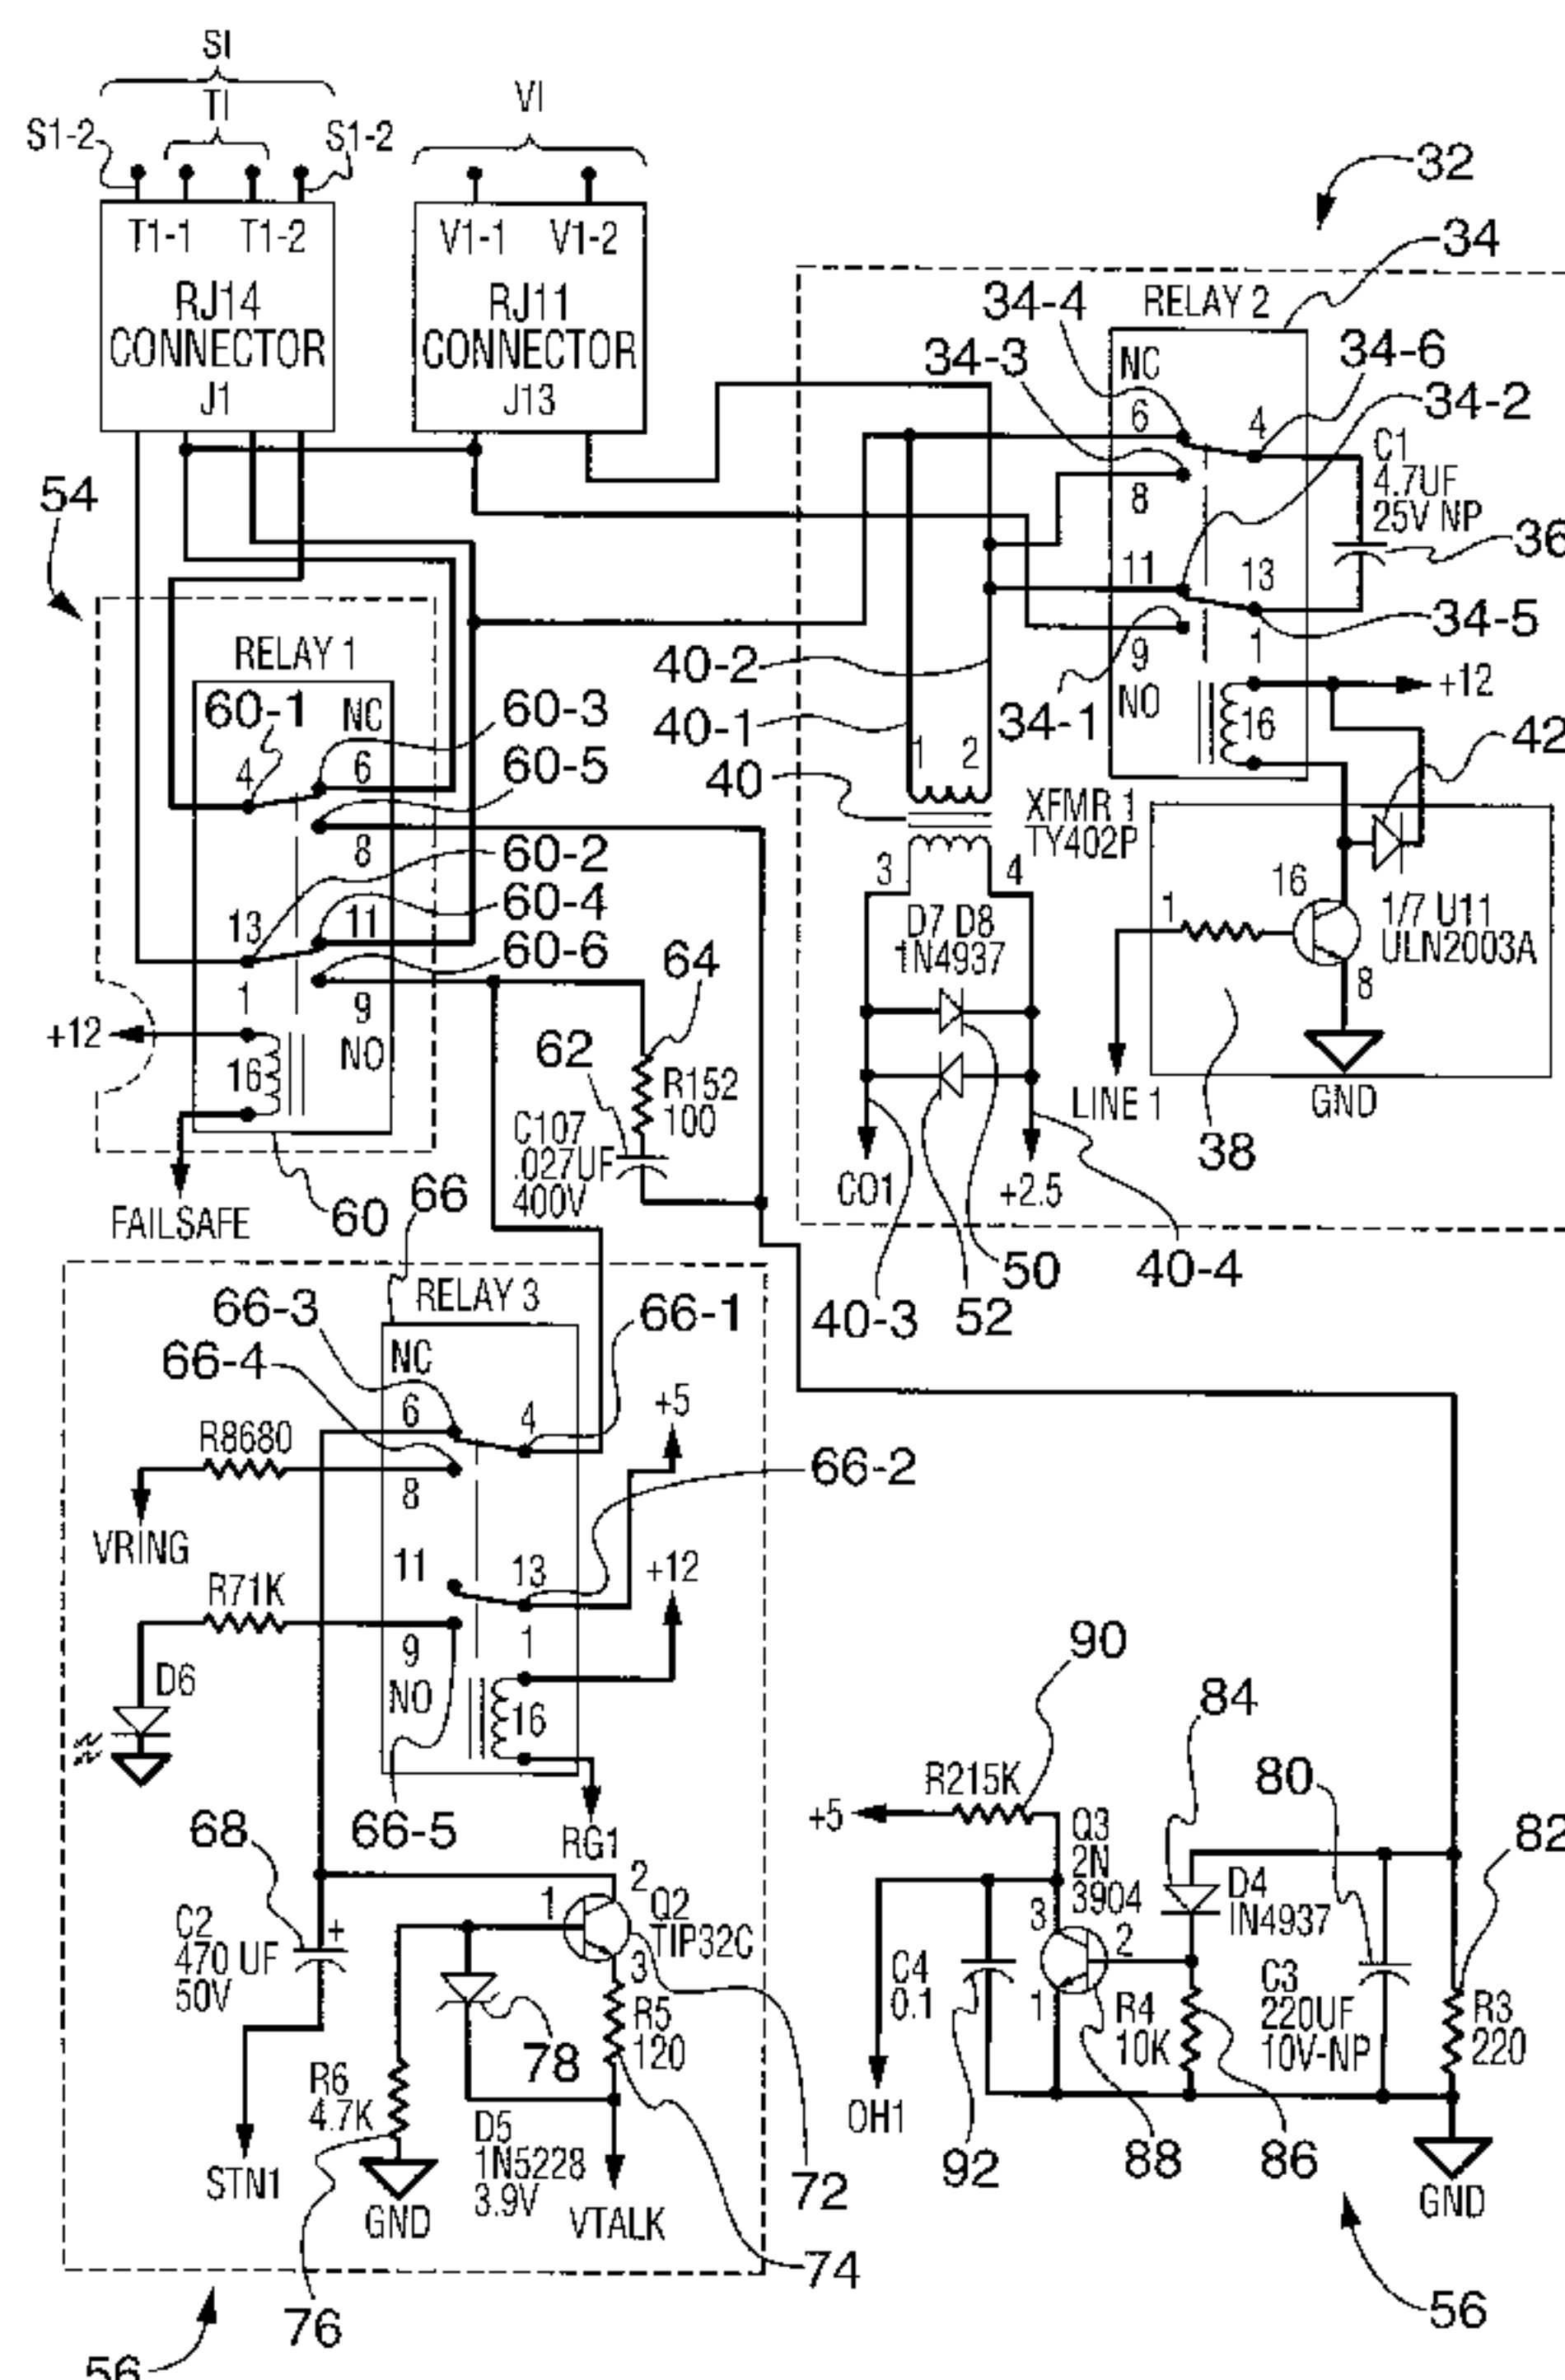 SI
TI
S1-2
S1-2
T1-1 T1-2
RJ14
CONNECTOR
J1
VI
V1-1 V1-2
RJ11
CONNECTOR
J13
32
34
RELAY 2
34-4
34-3
34-6
34-2
NC
6
4
8
C1
4.7UF
25V NP
36
11
13
34-5
9
1
NO
34-1
16
+12
42
40-2
40-1
1
2
40
XFMR 1
TY402P
3
4
D7 D8
1N4937
CO1
+2.5
50
52
40-3
40-4
16
1
1/7 U11
ULN2003A
8
LINE 1
GND
38
54
RELAY 1
60-1
NC
60-3
4
6
60-5
8
60-2
13
11
60-4
60-6
1
9
NO
+12
16
FAILSAFE
60
64
62
R152
100
C107
.027UF
400V
66
RELAY 3
66-3
66-4
66-1
NC
6
4
+5
R8680
8
66-2
VRING
11
13
+12
R71K
9
1
NO
D6
16
66-5
RG1
68
C2
470 UF
50V
+
1
2
Q2
TIP32C
3
R5
120
78
R6
4.7K
D5
1N5228
3.9V
STN1
GND
VTALK
72
74
76
56
90
84
R215K
80
+5
Q3
2N
3904
82
3
2
D4
IN4937
C4
0.1
1
R4
10K
C3
220UF
10V-NP
R3
220
OH1
92
88
86
GND
56